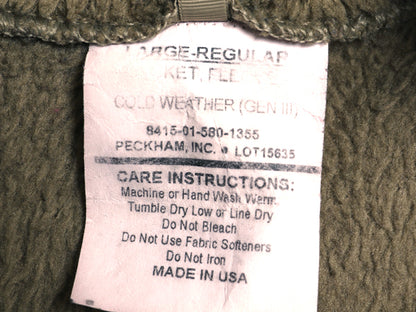 LARGE-REGULAR
KET, FLE
COLD WEATHER (GEN III)
8415-01-580-1355
PECKHAM, INC. • LOT15635
CARE INSTRUCTIONS:
Machine or Hand Wash Warm
Tumble Dry Low or Line Dry
Do Not Bleach
Do Not Use Fabric Softeners
Do Not Iron
MADE IN USA